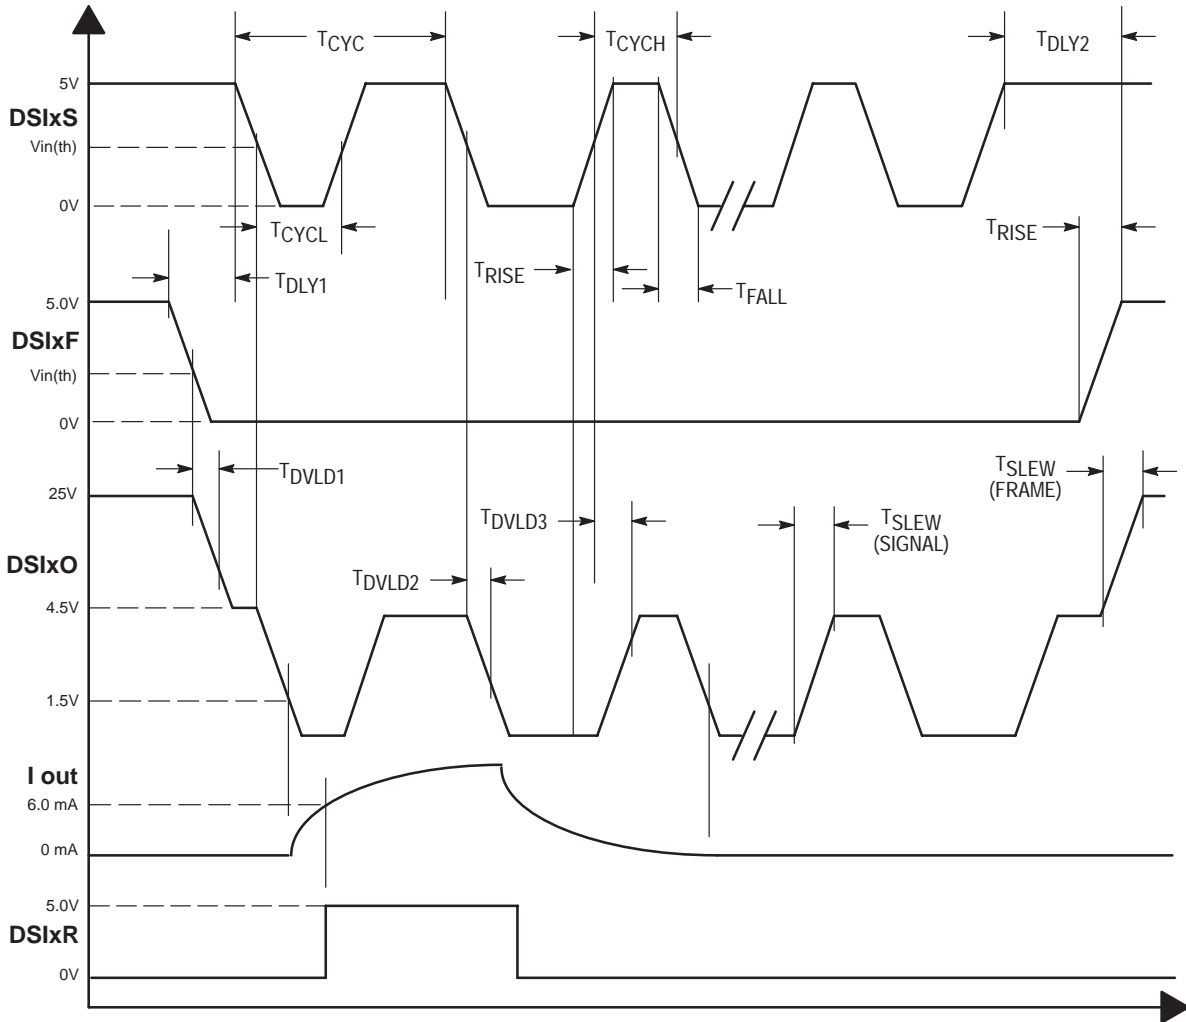 TCYC
TCYCH
TDLY2
5V
DSIxS
Vin(th)
0V
TCYCL
TRISE
TRISE
TDLY1
TFALL
5.0V
DSIxF
Vin(th)
0V
TDVLD1
TSLEW
(FRAME)
25V
TDVLD3
TSLEW
(SIGNAL)
DSIxO
TDVLD2
4.5V
1.5V
I out
6.0 mA
0 mA
5.0V
DSIxR
0V